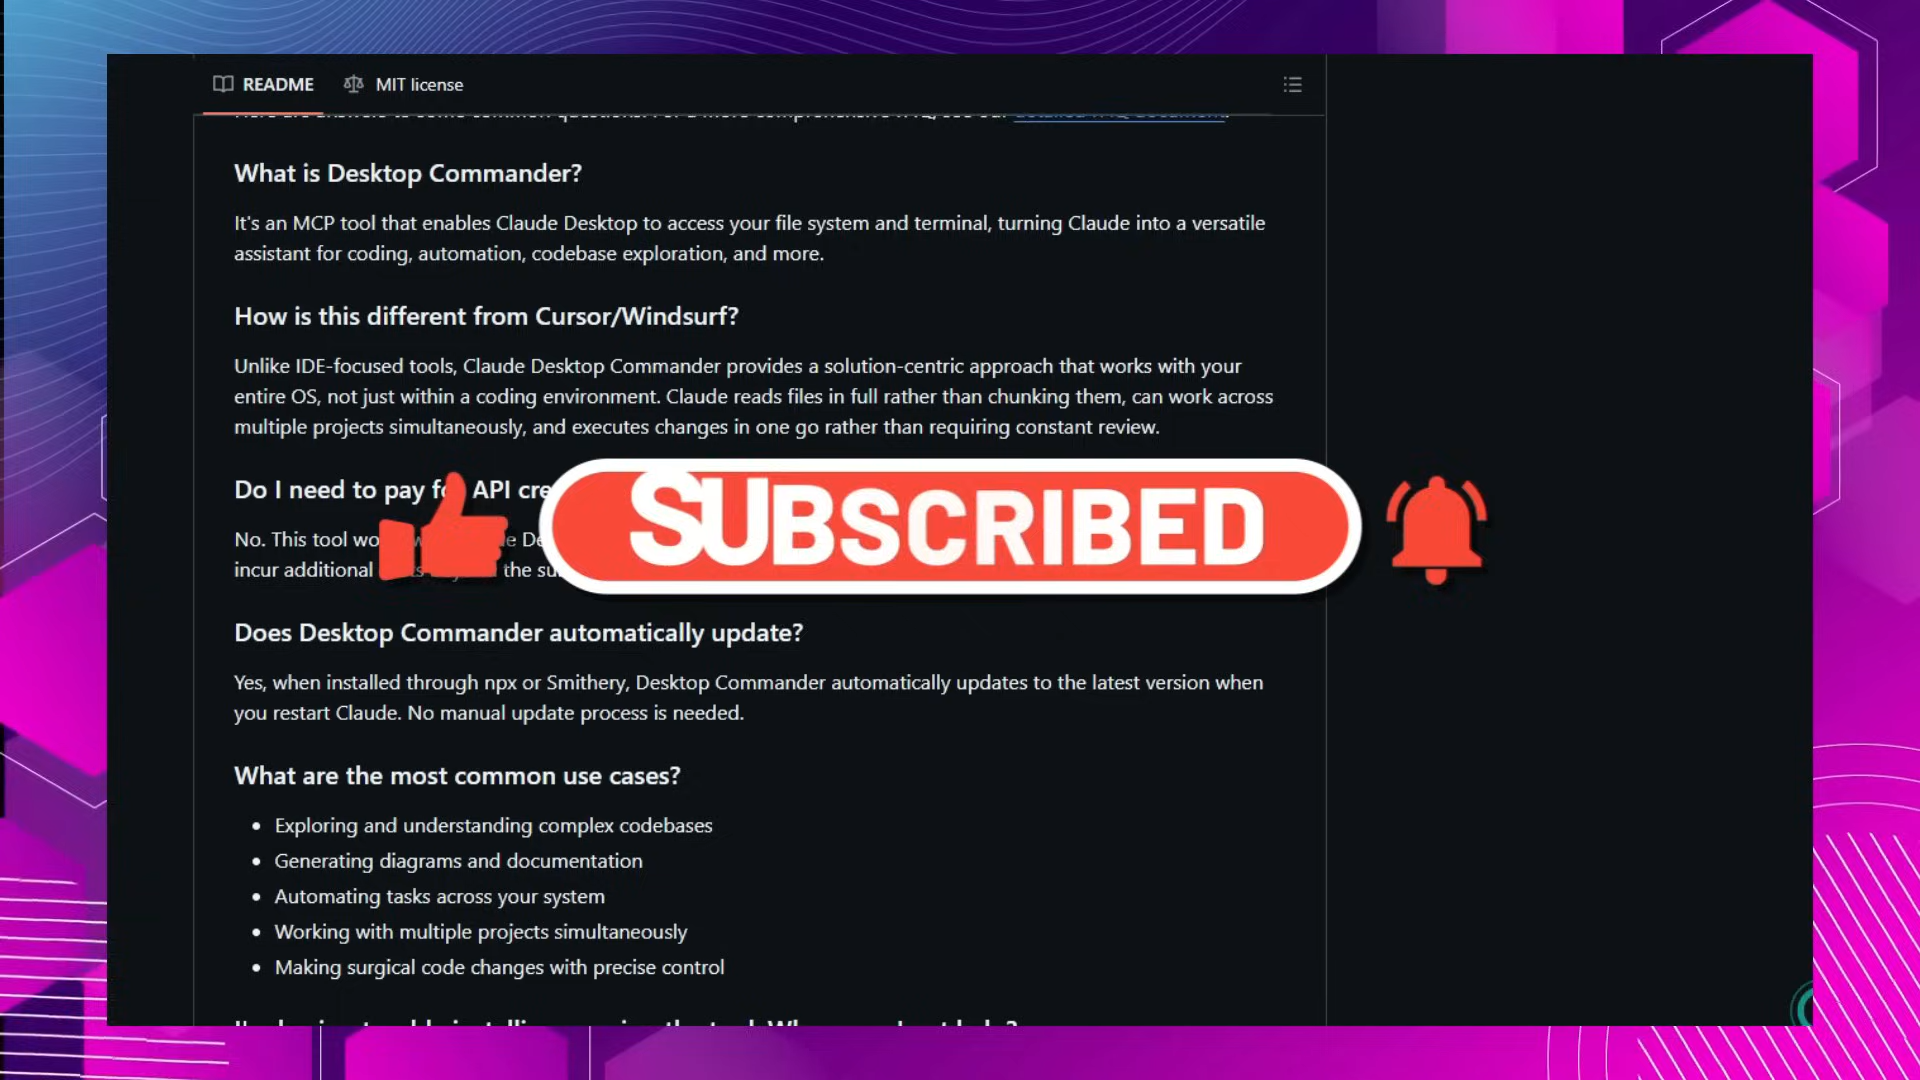 README
MIT license
What is Desktop Commander?
It's an MCP tool that enables Claude Desktop to access your file system and terminal, turning Claude into a versatile
assistant for coding, automation, codebase exploration, and more.
How is this different from Cursor/Windsurf?
Unlike IDE-focused tools, Claude Desktop Commander provides a solution-centric approach that works with your
entire OS, not just within a coding environment. Claude reads files in full rather than chunking them, can work across
multiple projects simultaneously, and executes changes in one go rather than requiring constant review.
Do I need to pay API
No. This tool
incur additional the
SUBSCRIBED
Does Desktop Commander automatically update?
Yes, when installed through npx or Smithery, Desktop Commander automatically updates to the latest version when
you restart Claude. No manual update process is needed.
What are the most common use cases?
• Exploring and understanding complex codebases
• Generating diagrams and documentation
• Automating tasks across your system
• Working with multiple projects simultaneously
• Making surgical code changes with precise control